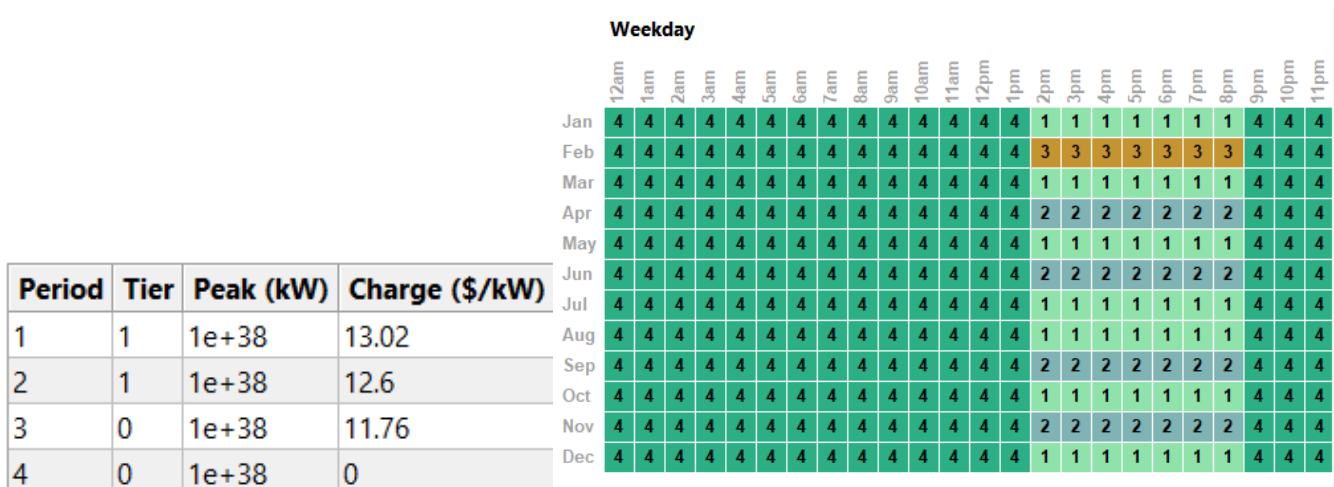 Weekday
12am 1am 2am 3am 4am 5am 6am 7am 8am 9am 10am 11am 12pm 1pm 2pm 3pm 4pm 5pm 6pm 7pm 8pm 9pm 10pm 11pm
Jan 4 4 4 4 4 4 4 4 4 4 4 4 4 4 1 1 1 1 1 1 1 4 4 4
Feb 4 4 4 4 4 4 4 4 4 4 4 4 4 4 3 3 3 3 3 3 3 4 4 4
Mar 4 4 4 4 4 4 4 4 4 4 4 4 4 4 1 1 1 1 1 1 1 4 4 4
Apr 4 4 4 4 4 4 4 4 4 4 4 4 4 4 2 2 2 2 2 2 2 4 4 4
May 4 4 4 4 4 4 4 4 4 4 4 4 4 4 1 1 1 1 1 1 1 4 4 4
Jun 4 4 4 4 4 4 4 4 4 4 4 4 4 4 2 2 2 2 2 2 2 4 4 4
Jul 4 4 4 4 4 4 4 4 4 4 4 4 4 4 1 1 1 1 1 1 1 4 4 4
Aug 4 4 4 4 4 4 4 4 4 4 4 4 4 4 1 1 1 1 1 1 1 4 4 4
Sep 4 4 4 4 4 4 4 4 4 4 4 4 4 4 2 2 2 2 2 2 2 4 4 4
Oct 4 4 4 4 4 4 4 4 4 4 4 4 4 4 1 1 1 1 1 1 1 4 4 4
Nov 4 4 4 4 4 4 4 4 4 4 4 4 4 4 2 2 2 2 2 2 2 4 4 4
Dec 4 4 4 4 4 4 4 4 4 4 4 4 4 4 1 1 1 1 1 1 1 4 4 4
Period Tier Peak (kW) Charge ($/kW)
1 1 1e+38 13.02
2 1 1e+38 12.6
3 0 1e+38 11.76
4 0 1e+38 0